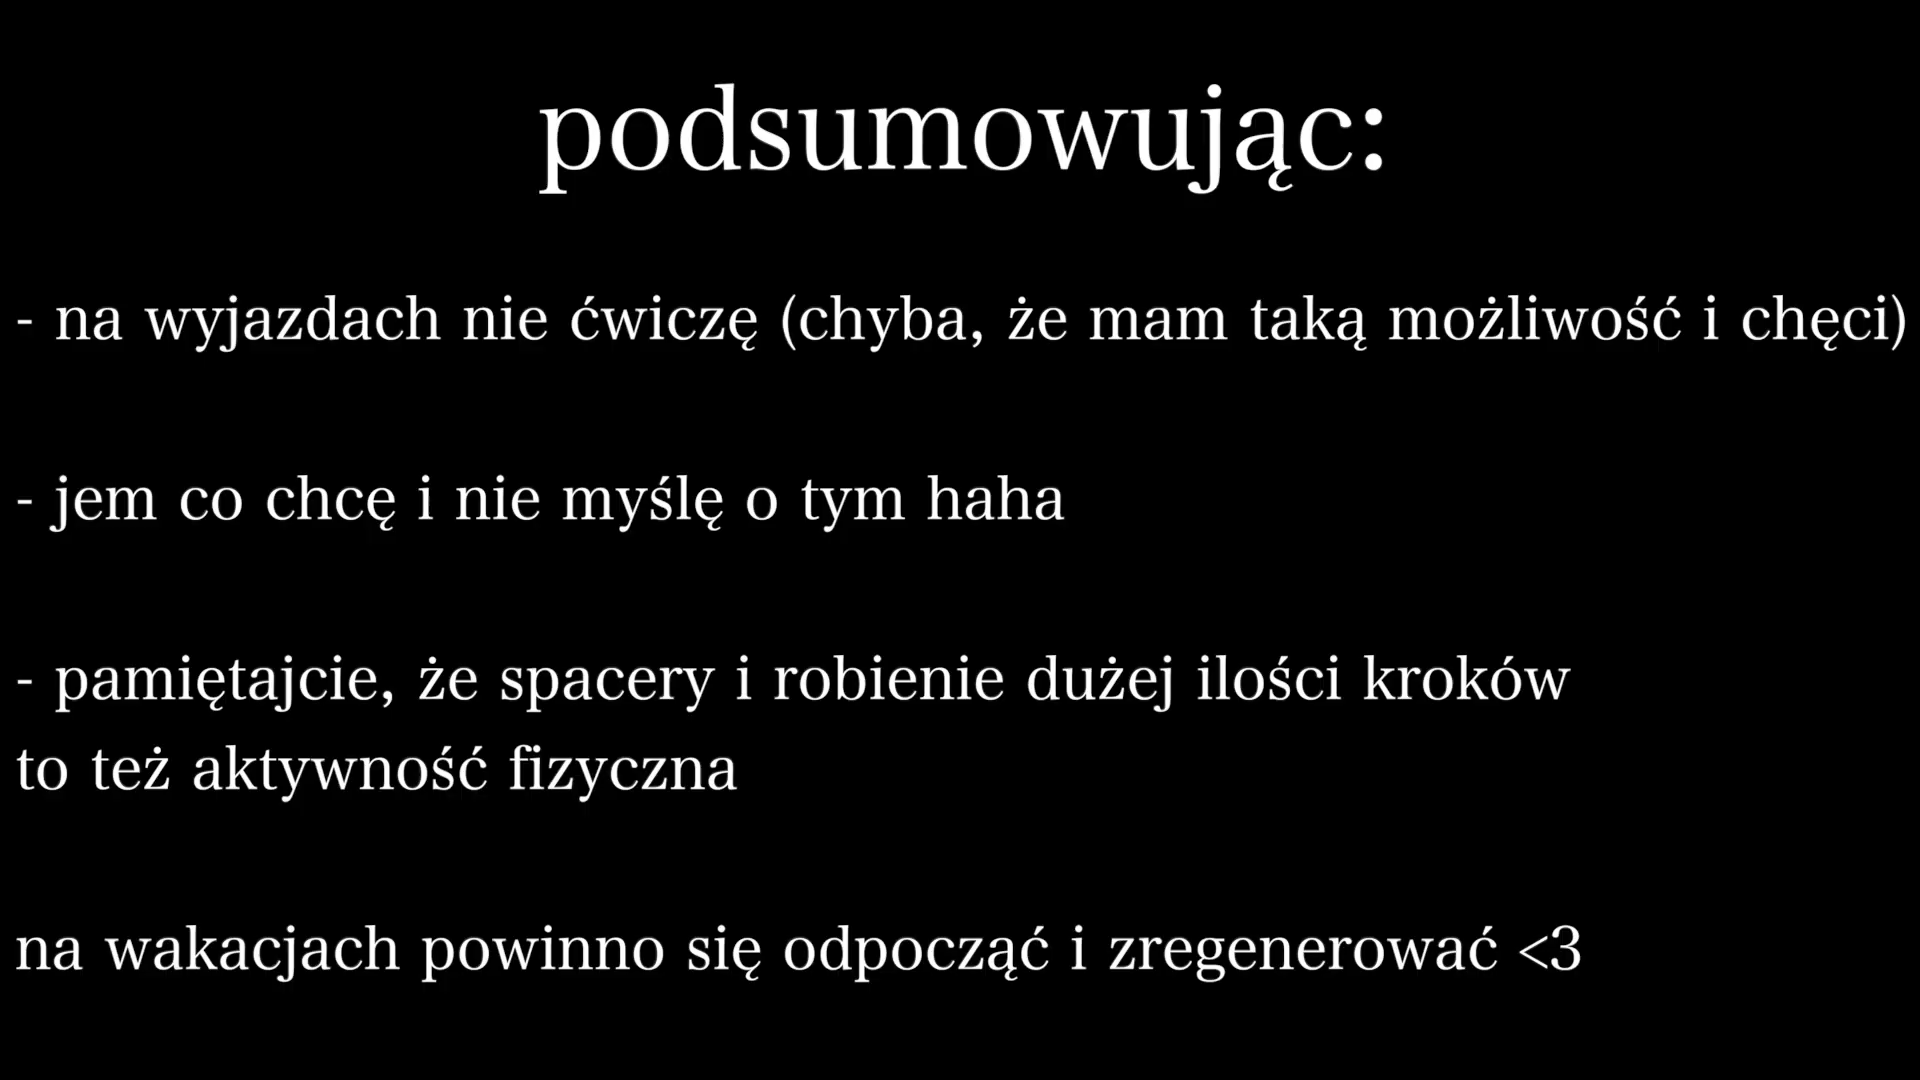 podsumowując:
- na wyjazdach nie ćwiczę (chyba, że mam taką możliwość i chęci)
- jem co chcę i nie myślę o tym haha
- pamiętajcie, że spacery i robienie dużej ilości kroków
to też aktywność fizyczna
na wakacjach powinno się odpocząć i zregenerować <3